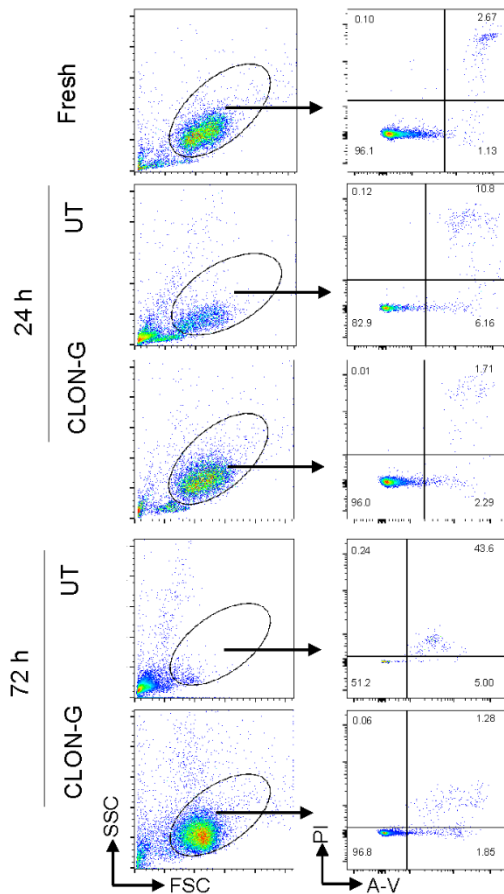 Fresh
0.10 2.67
96.1 1.13
24 h
UT
0.12 10.8
82.9 6.16
CLON-G
0.01 1.71
96.0 2.29
72 h
UT
0.24 43.6
51.2 5.00
CLON-G
0.06 1.28
96.8 1.85
SSC
FSC
PI
A-V